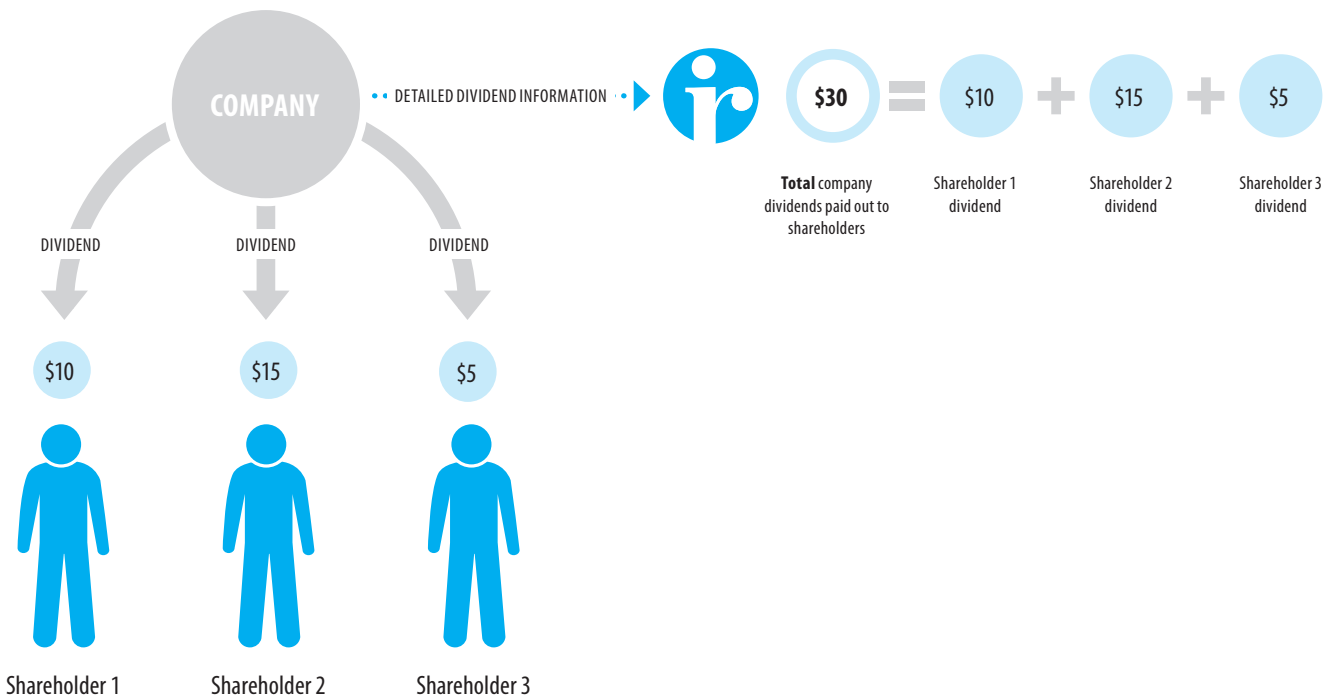 COMPANY
DETAILED DIVIDEND INFORMATION
ir
$30
$10
$15
$5
Total company
dividends paid out to
shareholders
Shareholder 1
dividend
Shareholder 2
dividend
Shareholder 3
dividend
DIVIDEND
DIVIDEND
DIVIDEND
$10
$15
$5
Shareholder 1
Shareholder 2
Shareholder 3